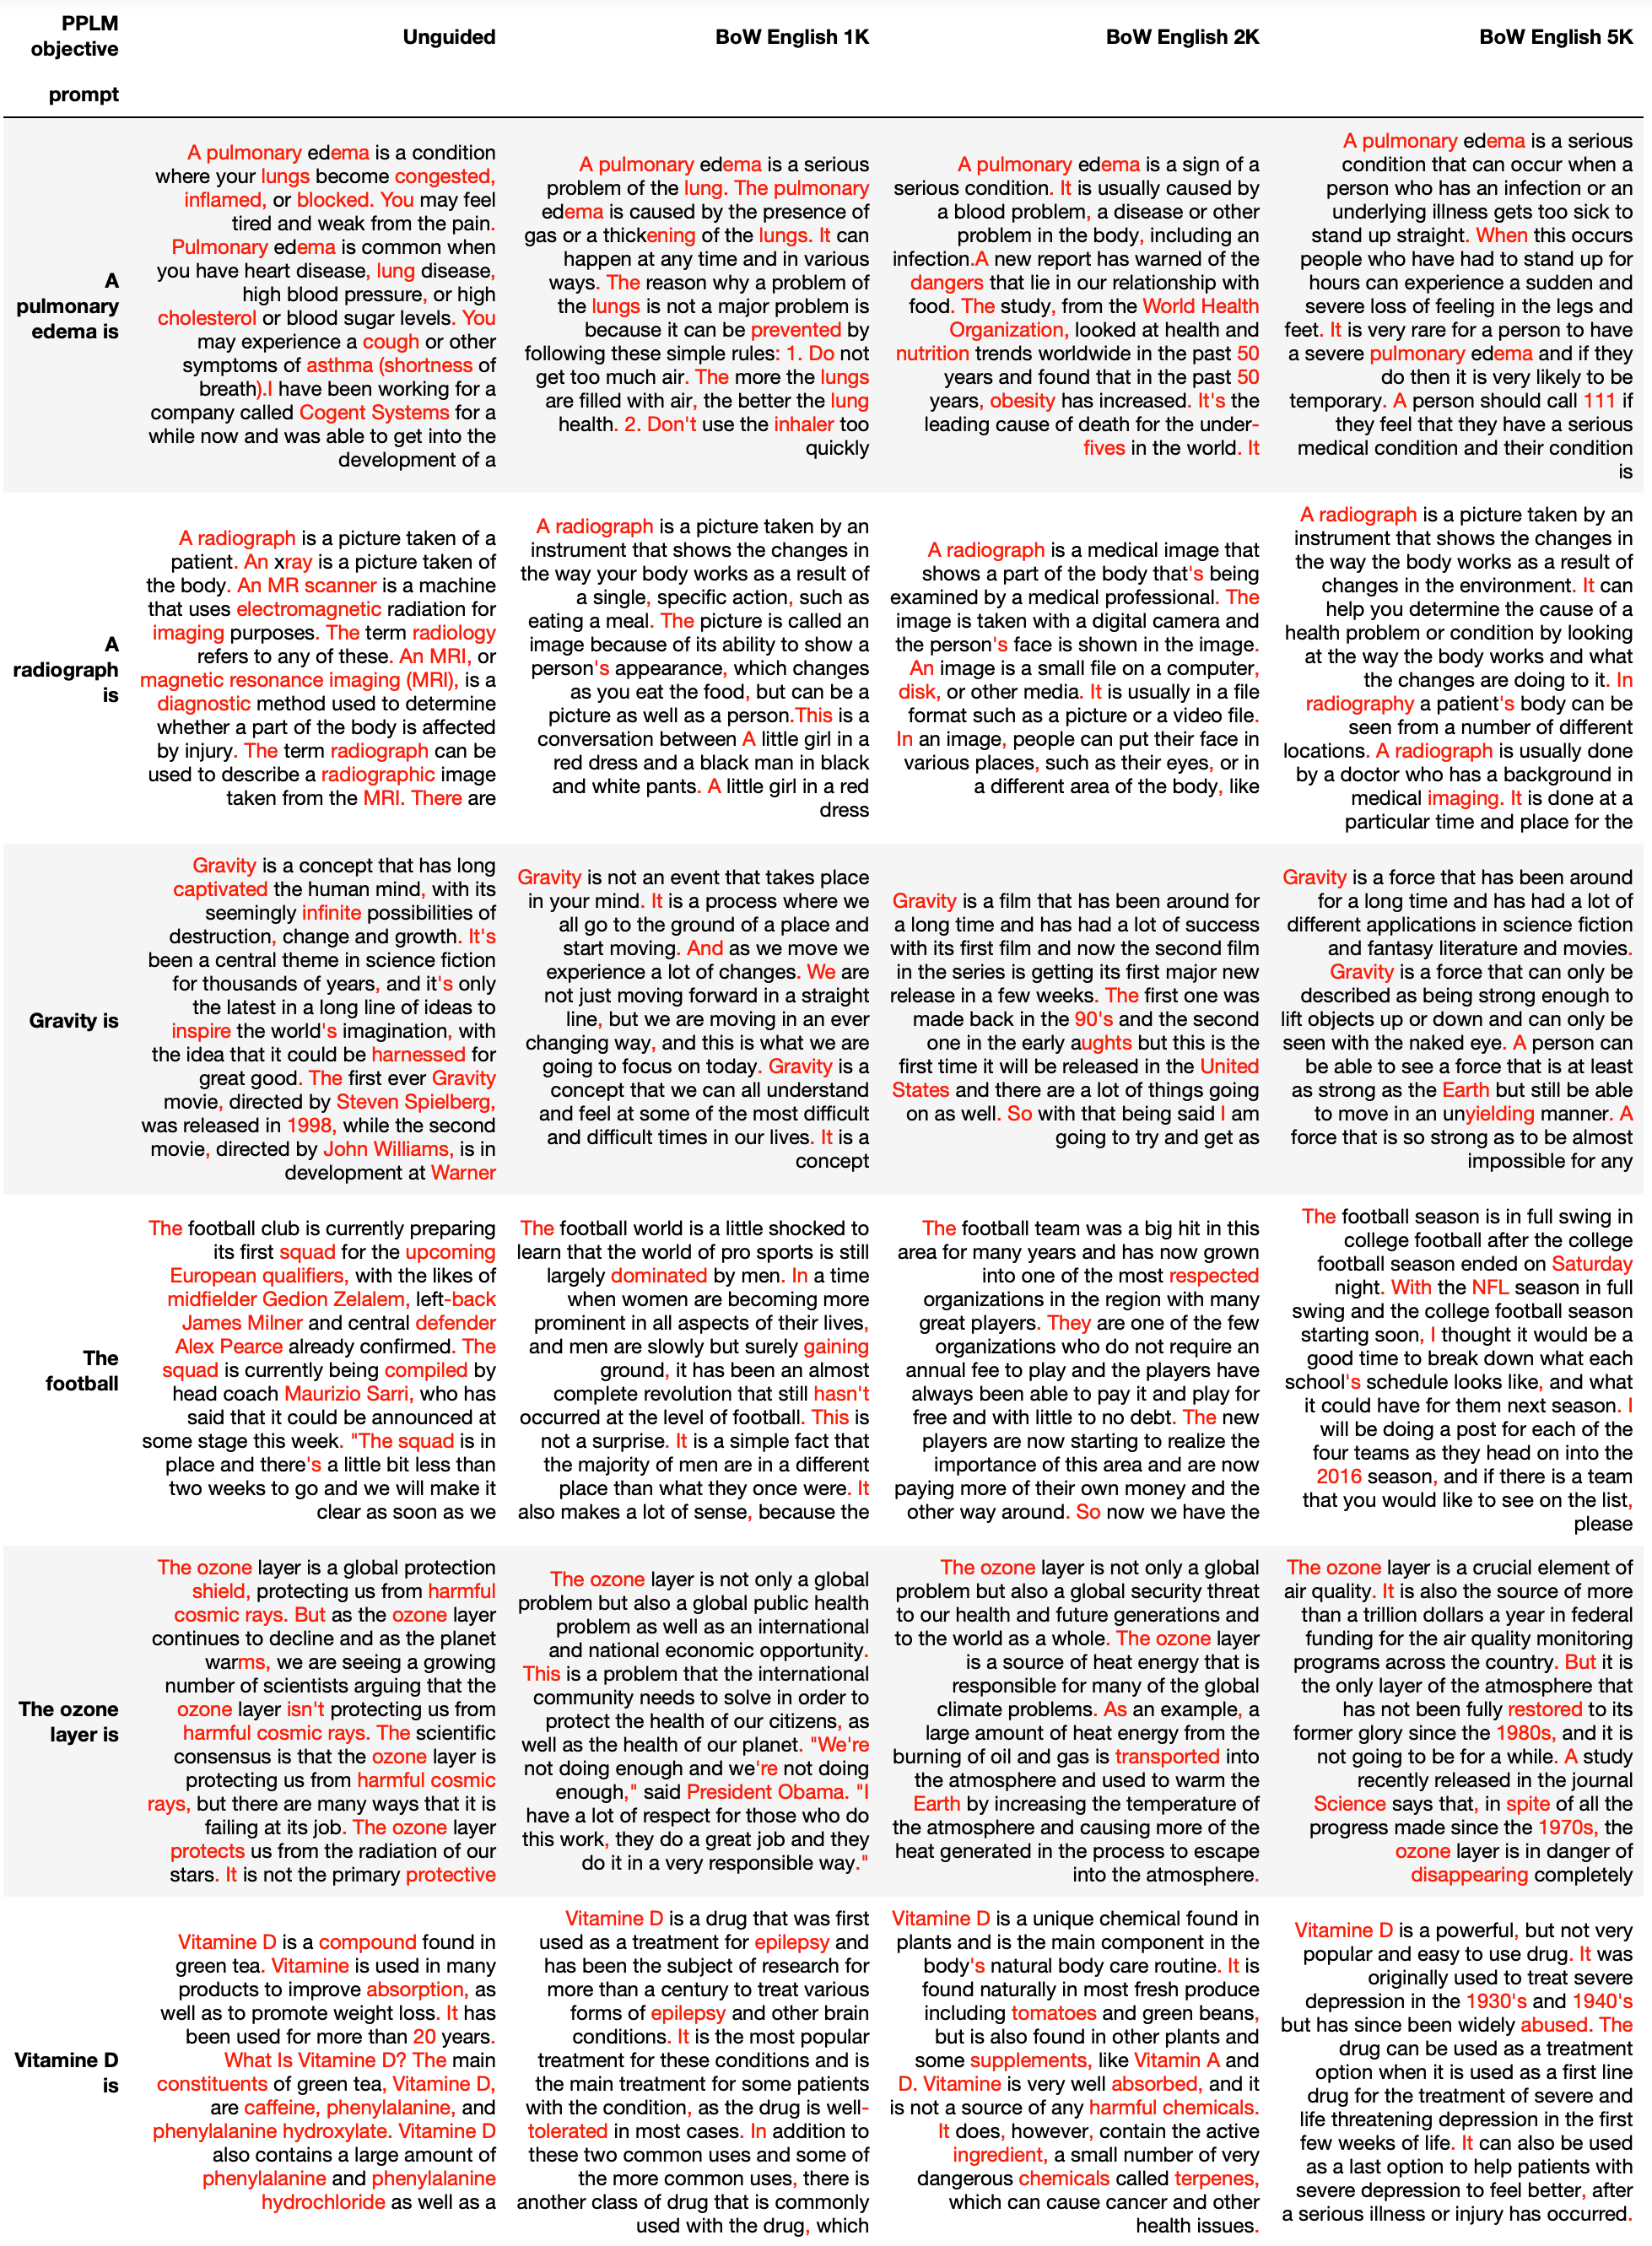 PPLM
objective
Unguided
BoW English 1K
BoW English 2K
BoW English 5K
prompt
A
pulmonary
edema is
A pulmonary edema is a condition
where your lungs become congested,
inflamed, or blocked. You may feel
tired and weak from the pain.
Pulmonary edema is common when
you have heart disease, lung disease,
high blood pressure, or high
cholesterol or blood sugar levels. You
may experience a cough or other
symptoms of asthma (shortness of
breath).I have been working for a
company called Cogent Systems for a
while now and was able to get into the
development of a
A pulmonary edema is a serious
problem of the lung. The pulmonary
edema is caused by the presence of
gas or a thickening of the lungs. It can
happen at any time and in various
ways. The reason why a problem of
the lungs is not a major problem is
because it can be prevented by
following these simple rules: 1. Do not
get too much air. The more the lungs
are filled with air, the better the lung
health. 2. Don't use the inhaler too
quickly
A pulmonary edema is a sign of a
serious condition. It is usually caused by
a blood problem, a disease or other
problem in the body, including an
infection.A new report has warned of the
dangers that lie in our relationship with
food. The study, from the World Health
Organization, looked at health and
nutrition trends worldwide in the past 50
years and found that in the past 50
years, obesity has increased. It's the
leading cause of death for the under-
fives in the world. It
A pulmonary edema is a serious
condition that can occur when a
person who has an infection or an
underlying illness gets too sick to
stand up straight. When this occurs
people who have had to stand up for
hours can experience a sudden and
severe loss of feeling in the legs and
feet. It is very rare for a person to have
a severe pulmonary edema and if they
do then it is very likely to be
temporary. A person should call 111 if
they feel that they have a serious
medical condition and their condition
is
A
radiograph
is
A radiograph is a picture taken of a
patient. An xray is a picture taken of
the body. An MR scanner is a machine
that uses electromagnetic radiation for
imaging purposes. The term radiology
refers to any of these. An MRI, or
magnetic resonance imaging (MRI), is a
diagnostic method used to determine
whether a part of the body is affected
by injury. The term radiograph can be
used to describe a radiographic image
taken from the MRI. There are
A radiograph is a picture taken by an
instrument that shows the changes in
the way your body works as a result of
a single, specific action, such as
eating a meal. The picture is called an
image because of its ability to show a
person's appearance, which changes
as you eat the food, but can be a
picture as well as a person.This is a
conversation between A little girl in a
red dress and a black man in black
and white pants. A little girl in a red
dress
A radiograph is a medical image that
shows a part of the body that's being
examined by a medical professional. The
image is taken with a digital camera and
the person's face is shown in the image.
An image is a small file on a computer,
disk, or other media. It is usually in a file
format such as a picture or a video file.
In an image, people can put their face in
various places, such as their eyes, or in
a different area of the body, like
A radiograph is a picture taken by an
instrument that shows the changes in
the way the body works as a result of
changes in the environment. It can
help you determine the cause of a
health problem or condition by looking
at the way the body works and what
the changes are doing to it. In
radiography a patient's body can be
seen from a number of different
locations. A radiograph is usually done
by a doctor who has a background in
medical imaging. It is done at a
particular time and place for the
Gravity is
Gravity is a concept that has long
captivated the human mind, with its
seemingly infinite possibilities of
destruction, change and growth. It's
been a central theme in science fiction
for thousands of years, and it's only
the latest in a long line of ideas to
inspire the world's imagination, with
the idea that it could be harnessed for
great good. The first ever Gravity
movie, directed by Steven Spielberg,
was released in 1998, while the second
movie, directed by John Williams, is in
development at Warner
Gravity is not an event that takes place
in your mind. It is a process where we
all go to the ground of a place and
start moving. And as we move we
experience a lot of changes. We are
not just moving forward in a straight
line, but we are moving in an ever
changing way, and this is what we are
going to focus on today. Gravity is a
concept that we can all understand
and feel at some of the most difficult
and difficult times in our lives. It is a
concept
Gravity is a film that has been around for
a long time and has had a lot of success
with its first film and now the second film
in the series is getting its first major new
release in a few weeks. The first one was
made back in the 90's and the second
one in the early aughts but this is the
first time it will be released in the United
States and there are a lot of things going
on as well. So with that being said I am
going to try and get as
Gravity is a force that has been around
for a long time and has had a lot of
different applications in science fiction
and fantasy literature and movies.
Gravity is a force that can only be
described as being strong enough to
lift objects up or down and can only be
seen with the naked eye. A person can
be able to see a force that is at least
as strong as the Earth but still be able
to move in an unyielding manner. A
force that is so strong as to be almost
impossible for any
The
football
The football club is currently preparing
its first squad for the upcoming
European qualifiers, with the likes of
midfielder Gedion Zelalem, left-back
James Milner and central defender
Alex Pearce already confirmed. The
squad is currently being compiled by
head coach Maurizio Sarri, who has
said that it could be announced at
some stage this week. "The squad is in
place and there's a little bit less than
two weeks to go and we will make it
clear as soon as we
The football world is a little shocked to
learn that the world of pro sports is still
largely dominated by men. In a time
when women are becoming more
prominent in all aspects of their lives,
and men are slowly but surely gaining
ground, it has been an almost
complete revolution that still hasn't
occurred at the level of football. This is
not a surprise. It is a simple fact that
the majority of men are in a different
place than what they once were. It
also makes a lot of sense, because the
The football team was a big hit in this
area for many years and has now grown
into one of the most respected
organizations in the region with many
great players. They are one of the few
organizations who do not require an
annual fee to play and the players have
always been able to pay it and play for
free and with little to no debt. The new
players are now starting to realize the
importance of this area and are now
paying more of their own money and the
other way around. So now we have the
The football season is in full swing in
college football after the college
football season ended on Saturday
night. With the NFL season in full
swing and the college football season
starting soon, I thought it would be a
good time to break down what each
school's schedule looks like, and what
it could have for them next season. I
will be doing a post for each of the
four teams as they head on into the
2016 season, and if there is a team
that you would like to see on the list,
please
The ozone
layer is
The ozone layer is a global protection
shield, protecting us from harmful
cosmic rays. But as the ozone layer
continues to decline and as the planet
warms, we are seeing a growing
number of scientists arguing that the
ozone layer isn't protecting us from
harmful cosmic rays. The scientific
consensus is that the ozone layer is
protecting us from harmful cosmic
rays, but there are many ways that it is
failing at its job. The ozone layer
protects us from the radiation of our
stars. It is not the primary protective
The ozone layer is not only a global
problem but also a global public health
problem as well as an international
and national economic opportunity.
This is a problem that the international
community needs to solve in order to
protect the health of our citizens, as
well as the health of our planet. "We're
not doing enough and we're not doing
enough," said President Obama. "I
have a lot of respect for those who do
this work, they do a great job and they
do it in a very responsible way."
The ozone layer is not only a global
problem but also a global security threat
to our health and future generations and
to the world as a whole. The ozone layer
is a source of heat energy that is
responsible for many of the global
climate problems. As an example, a
large amount of heat energy from the
burning of oil and gas is transported into
the atmosphere and used to warm the
Earth by increasing the temperature of
the atmosphere and causing more of the
heat generated in the process to escape
into the atmosphere.
The ozone layer is a crucial element of
air quality. It is also the source of more
than a trillion dollars a year in federal
funding for the air quality monitoring
programs across the country. But it is
the only layer of the atmosphere that
has not been fully restored to its
former glory since the 1980s, and it is
not going to be for a while. A study
recently released in the journal
Science says that, in spite of all the
progress made since the 1970s, the
ozone layer is in danger of
disappearing completely
Vitamine D
is
Vitamine D is a compound found in
green tea. Vitamine is used in many
products to improve absorption, as
well as to promote weight loss. It has
been used for more than 20 years.
What Is Vitamine D? The main
constituents of green tea, Vitamine D,
are caffeine, phenylalanine, and
phenylalanine hydroxylate. Vitamine D
also contains a large amount of
phenylalanine and phenylalanine
hydrochloride as well as a
Vitamine D is a drug that was first
used as a treatment for epilepsy and
has been the subject of research for
more than a century to treat various
forms of epilepsy and other brain
conditions. It is the most popular
treatment for these conditions and is
the main treatment for some patients
with the condition, as the drug is well-
tolerated in most cases. In addition to
these two common uses and some of
the more common uses, there is
another class of drug that is commonly
used with the drug, which
Vitamine D is a unique chemical found in
plants and is the main component in the
body's natural body care routine. It is
found naturally in most fresh produce
including tomatoes and green beans,
but is also found in other plants and
some supplements, like Vitamin A and
D. Vitamine is very well absorbed, and it
is not a source of any harmful chemicals.
It does, however, contain the active
ingredient, a small number of very
dangerous chemicals called terpenes,
which can cause cancer and other
health issues.
Vitamine D is a powerful, but not very
popular and easy to use drug. It was
originally used to treat severe
depression in the 1930's and 1940's
but has since been widely abused. The
drug can be used as a treatment
option when it is used as a first line
drug for the treatment of severe and
life threatening depression in the first
few weeks of life. It can also be used
as a last option to help patients with
severe depression to feel better, after
a serious illness or injury has occurred.